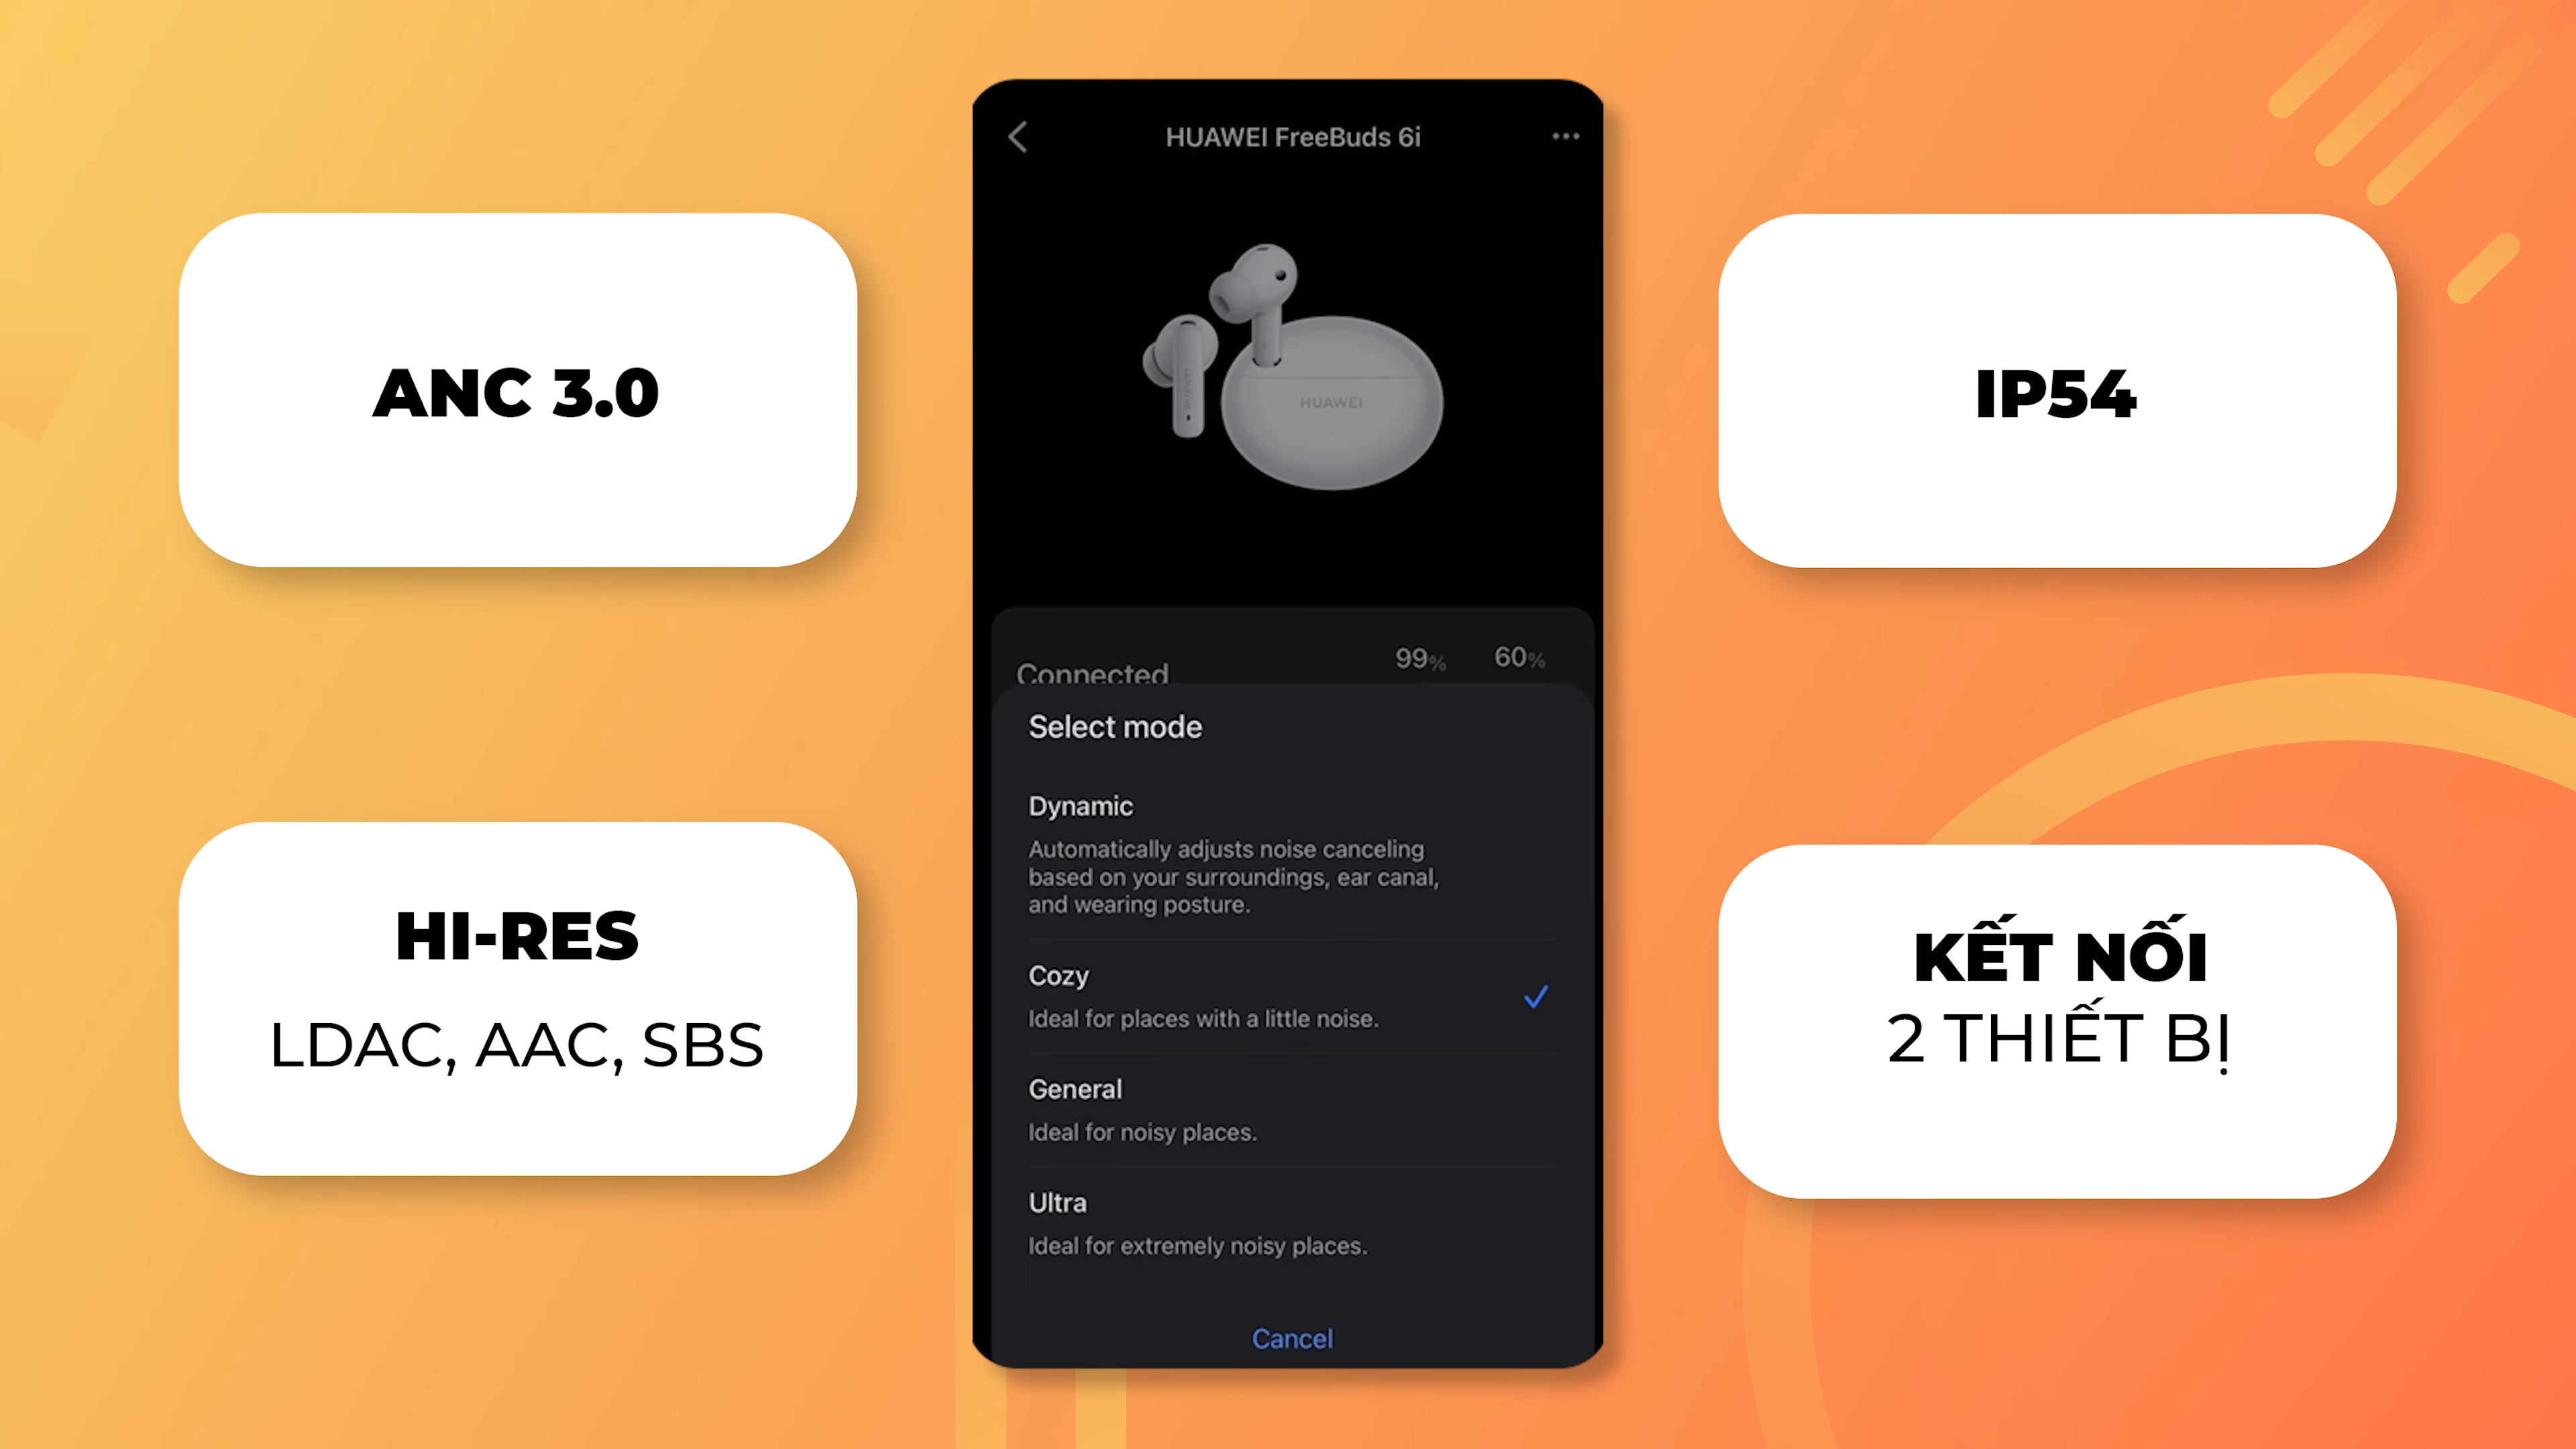 ANC 3.0
HI-RES
LDAC, AAC, SBS
HUAWEI FreeBuds 6i
HUAWEI
HUAWEI
Connected
99%
60%
Select mode
Dynamic
Automatically adjusts noise canceling
based on your surroundings, ear canal,
and wearing posture.
Cozy
Ideal for places with a little noise.
General
Ideal for noisy places.
Ultra
Ideal for extremely noisy places.
Cancel
IP54
KẾT NỐI
2 THIẾT BỊ